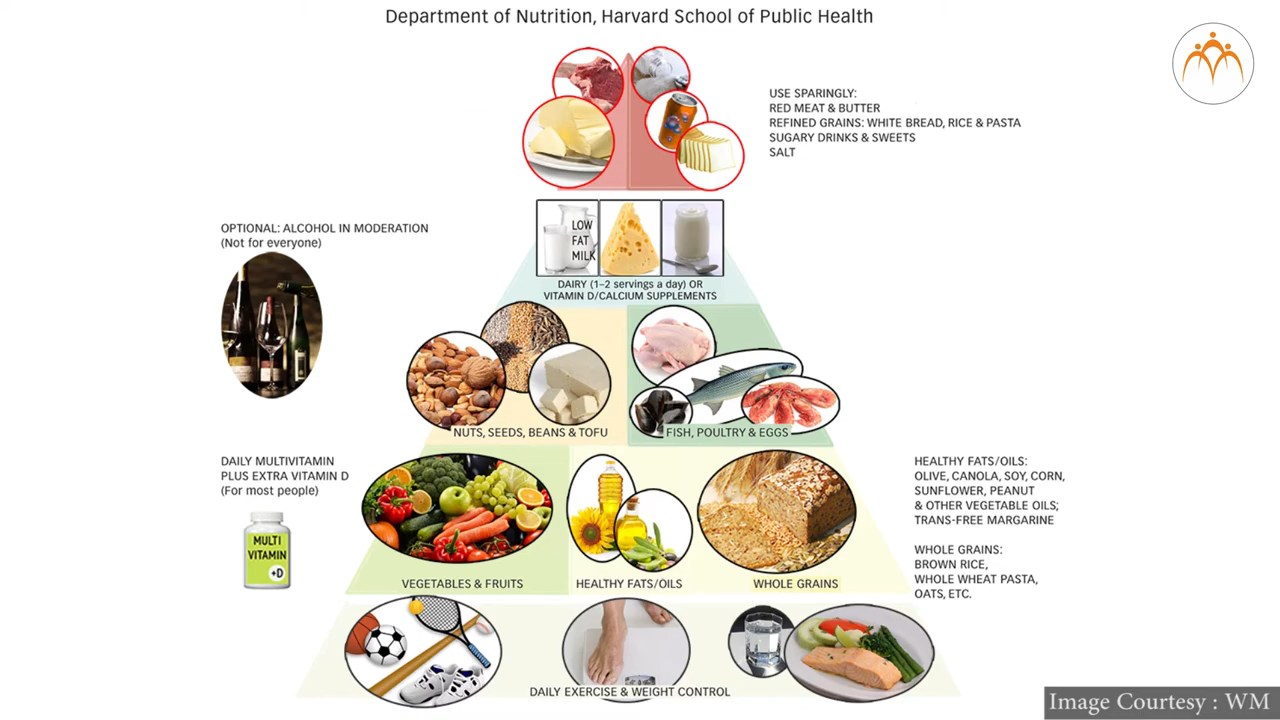 Department of Nutrition, Harvard School of Public Health
USE SPARINGLY:
RED MEAT & BUTTER
REFINED GRAINS: WHITE BREAD, RICE & PASTA
SUGARY DRINKS & SWEETS
SALT
OPTIONAL: ALCOHOL IN MODERATION
(Not for everyone)
LOW
FAT
MILK
DAIRY (1–2 servings a day) OR
VITAMIN D/CALCIUM SUPPLEMENTS
NUTS, SEEDS, BEANS & TOFU
FISH, POULTRY & EGGS
DAILY MULTIVITAMIN
PLUS EXTRA VITAMIN D
(For most people)
MULTI
VITAMIN
+D
VEGETABLES & FRUITS
HEALTHY FATS/OILS
WHOLE GRAINS
HEALTHY FATS/OILS:
OLIVE, CANOLA, SOY, CORN,
SUNFLOWER, PEANUT
& OTHER VEGETABLE OILS;
TRANS-FREE MARGARINE
WHOLE GRAINS:
BROWN RICE,
WHOLE WHEAT PASTA,
OATS, ETC.
DAILY EXERCISE & WEIGHT CONTROL
Image Courtesy : WM